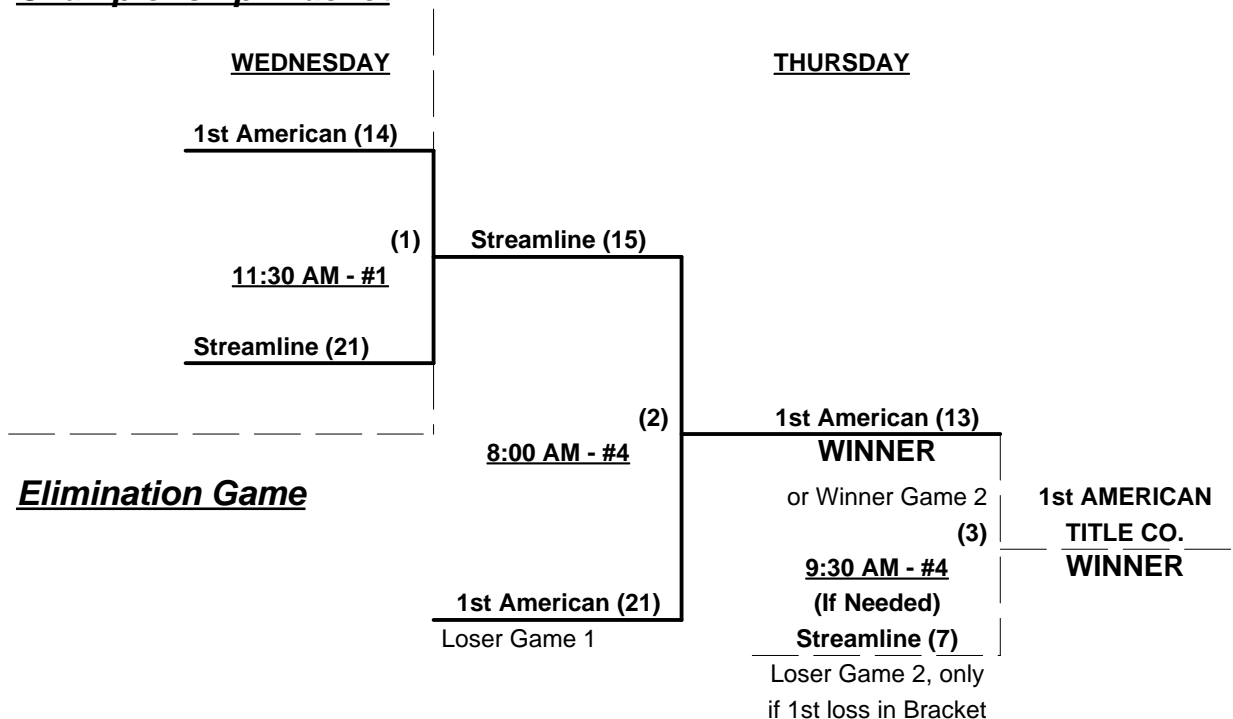 WEDNESDAY
THURSDAY
1st American (14)
(1)
Streamline (15)
11:30 AM - #1
Streamline (21)
(2)
1st American (13)
8:00 AM - #4
WINNER
Elimination Game
or Winner Game 2
1st AMERICAN
(3)
TITLE CO.
9:30 AM - #4
WINNER
1st American (21)
(If Needed)
Loser Game 1
Streamline (7)
Loser Game 2, only
if 1st loss in Bracket